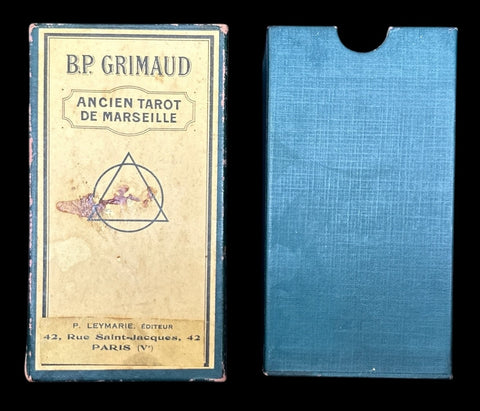 B.P. GRIMAUD
ANCIEN TAROT
DE MARSEILLE
P. LEYMARIE, ÉDITEUR
42, Rue Saint-Jacques, 42
PARIS (Vᵉ)